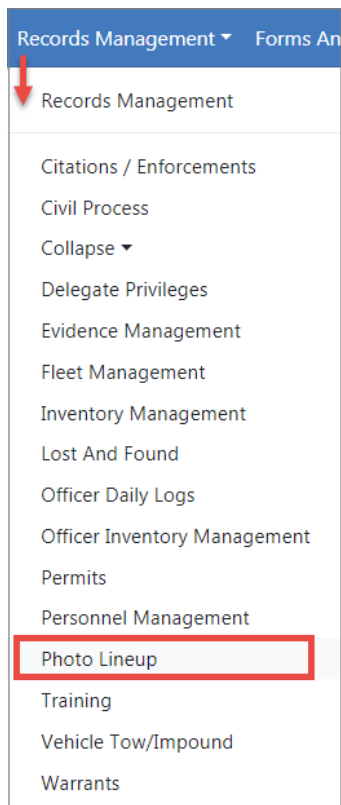 Records Management Forms An
Records Management
Citations / Enforcements
Civil Process
Collapse
Delegate Privileges
Evidence Management
Fleet Management
Inventory Management
Lost And Found
Officer Daily Logs
Officer Inventory Management
Permits
Personnel Management
Photo Lineup
Training
Vehicle Tow/Impound
Warrants